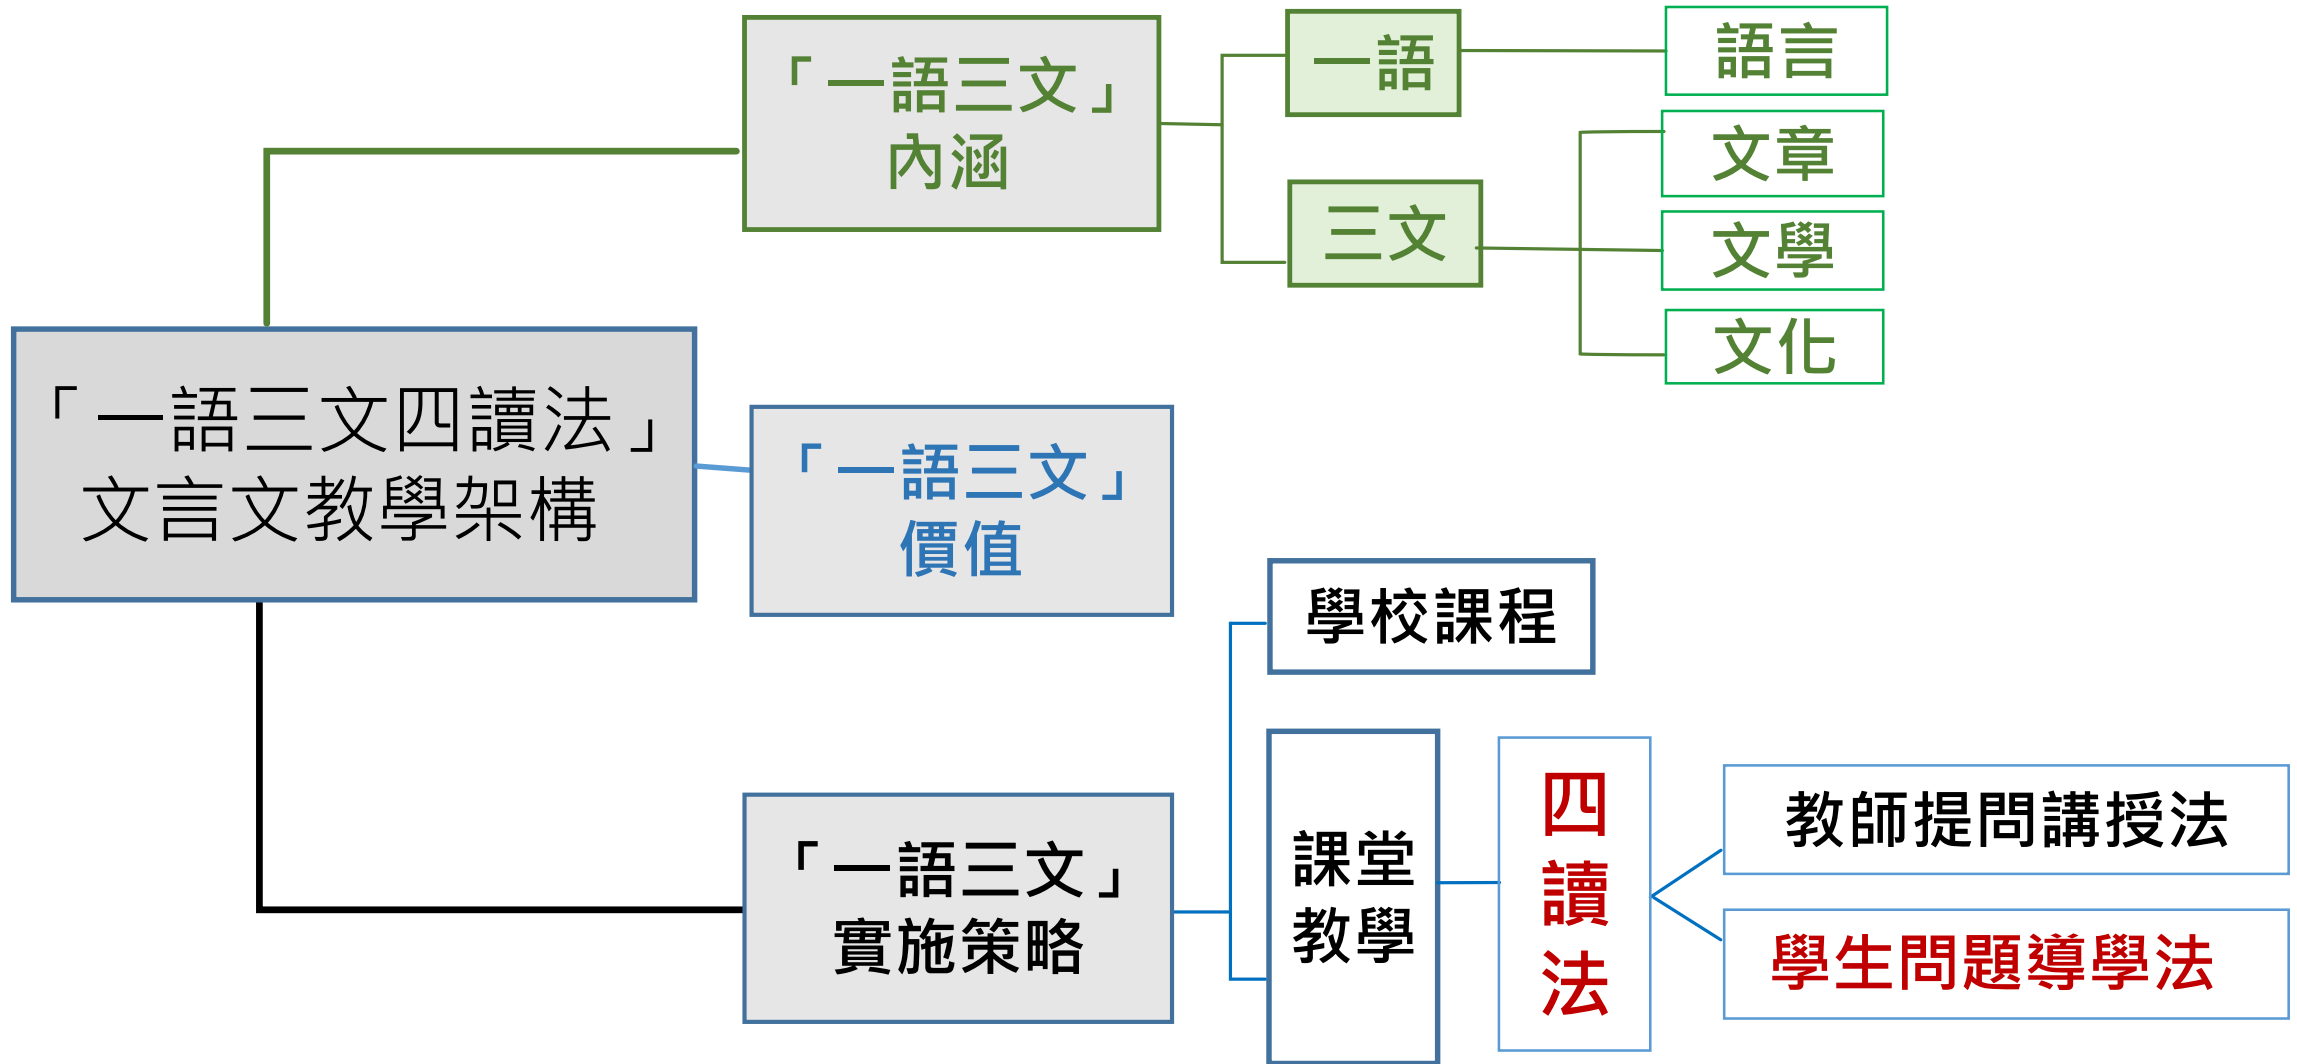 「一語三文四讀法」
文言文教學架構
「一語三文」
內涵
一語
語言
三文
文章
文學
文化
「一語三文」
價值
「一語三文」
實施策略
學校課程
課堂
教學
四
讀
法
教師提問講授法
學生問題導學法